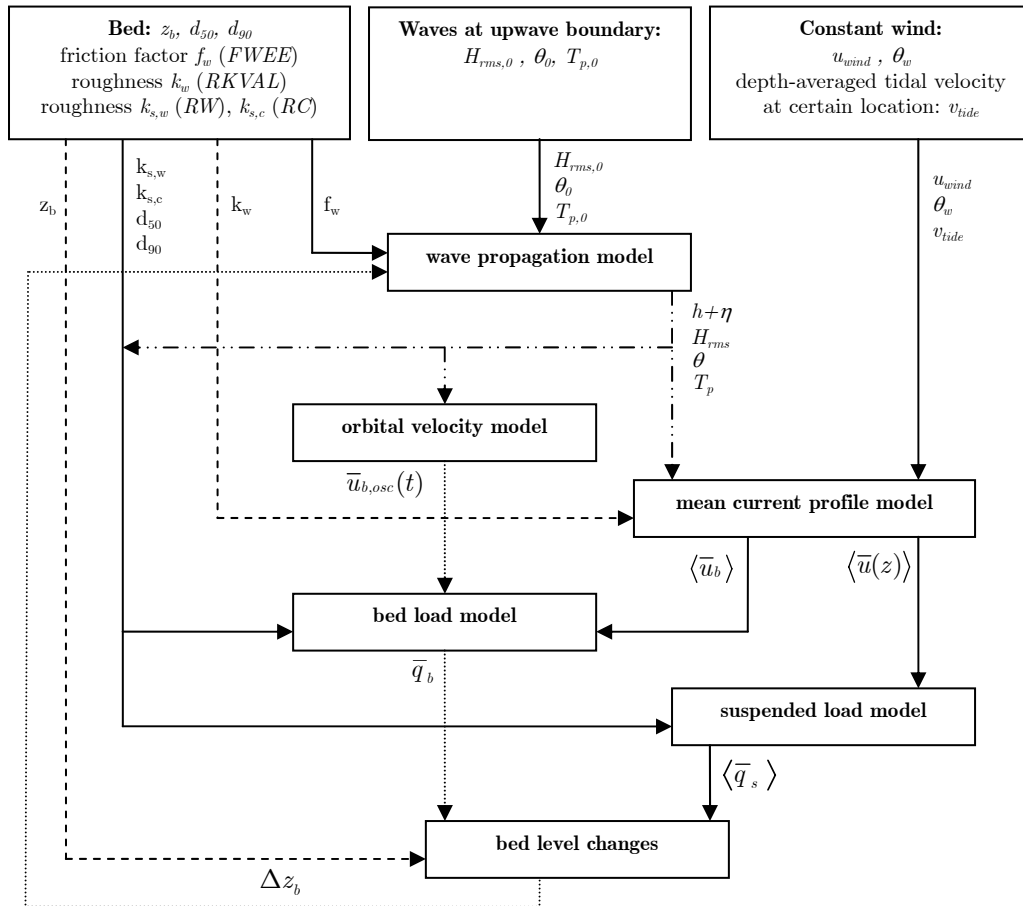 Bed: z_b, d_50, d_90
friction factor f_w (FWEE)
roughness k_w (RKVAL)
roughness k_s,w (RW), k_s,c (RC)
Waves at upwave boundary:
H_rms,0 , θ_0, T_p,0
Constant wind:
u_wind , θ_w
depth-averaged tidal velocity
at certain location: v_tide
z_b
k_s,w
k_s,c
d_50
d_90
k_w
f_w
H_rms,0
θ_0
T_p,0
u_wind
θ_w
v_tide
wave propagation model
h+η
H_rms
θ
T_p
orbital velocity model
u̅_b,osc(t)
mean current profile model
⟨u̅_b⟩
⟨u̅(z)⟩
bed load model
q̅_b
suspended load model
⟨q̅_s⟩
bed level changes
Δz_b